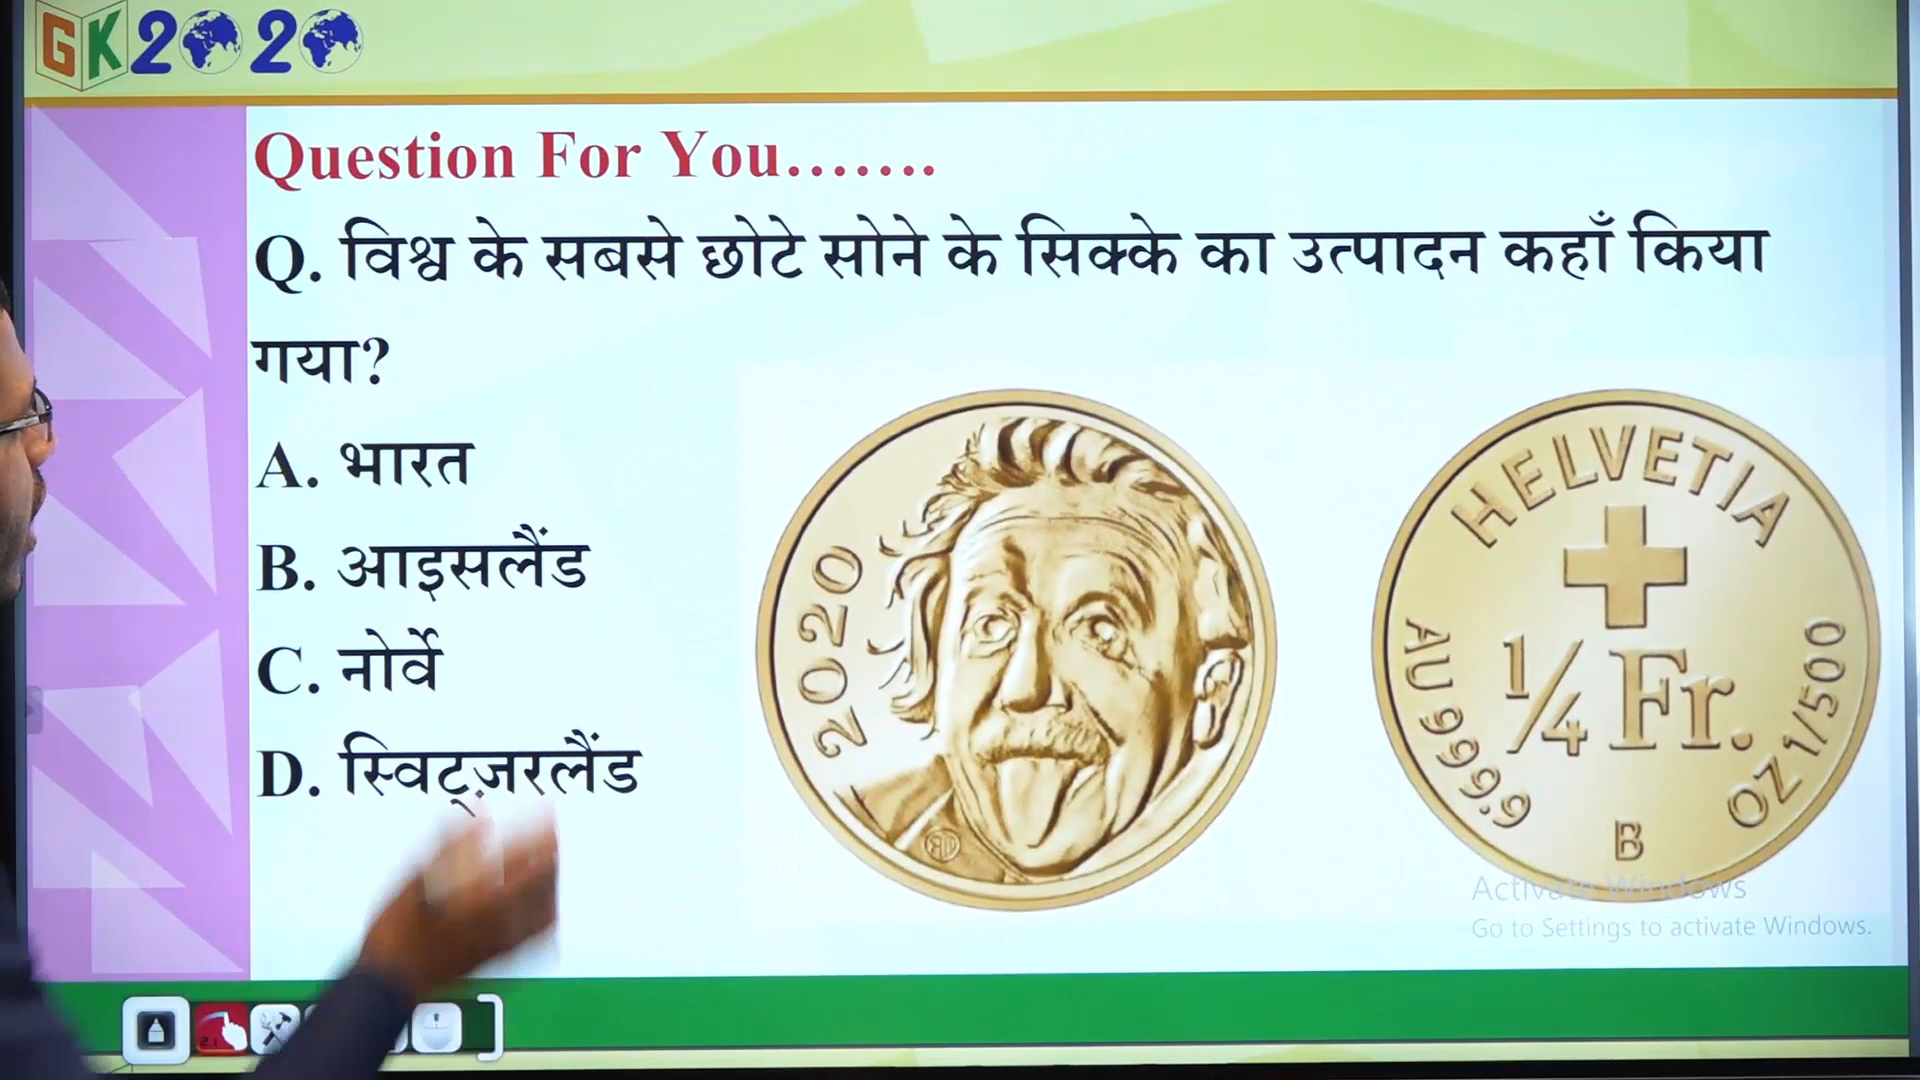 GK2020
Question For You.......
Q. विश्व के सबसे छोटे सोने के सिक्के का उत्पादन कहाँ किया
गया?
A. भारत
B. आइसलैंड
C. नोर्वे
D. स्विट्ज़रलैंड
2020
HELVETIA
1/4 Fr.
AU 999.9
OZ 1/500
B
Activate Windows
Go to Settings to activate Windows.